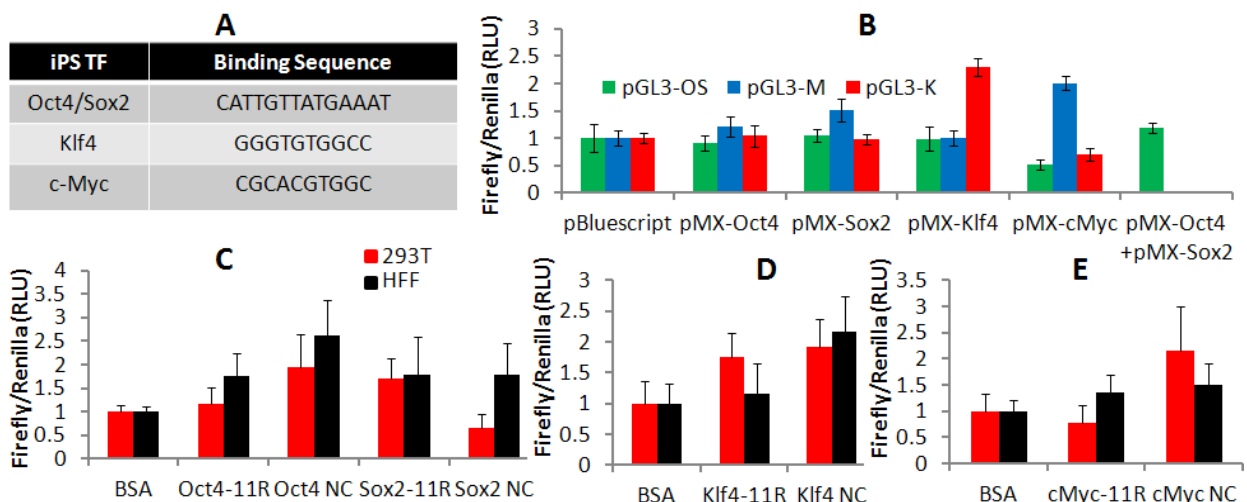 A
iPS TF Binding Sequence
Oct4/Sox2 CATTGTTATGAAAT
Klf4 GGGTGTGGCC
c-Myc CGCACGTGGC
B
Firefly/Renilla (RLU)
3
2.5
2
1.5
1
0.5
0
pGL3-OS pGL3-M pGL3-K
pBluescript pMX-Oct4 pMX-Sox2 pMX-Klf4 pMX-cMyc pMX-Oct4
+pMX-Sox2
C
Firefly/Renilla (RLU)
4
3.5
3
2.5
2
1.5
1
0.5
0
293T
HFF
BSA Oct4-11R Oct4 NC Sox2-11R Sox2 NC
D
Firefly/Renilla (RLU)
3
2.5
2
1.5
1
0.5
0
BSA Klf4-11R Klf4 NC
E
Firefly/Renilla (RLU)
3.5
3
2.5
2
1.5
1
0.5
0
BSA cMyc-11R cMyc NC